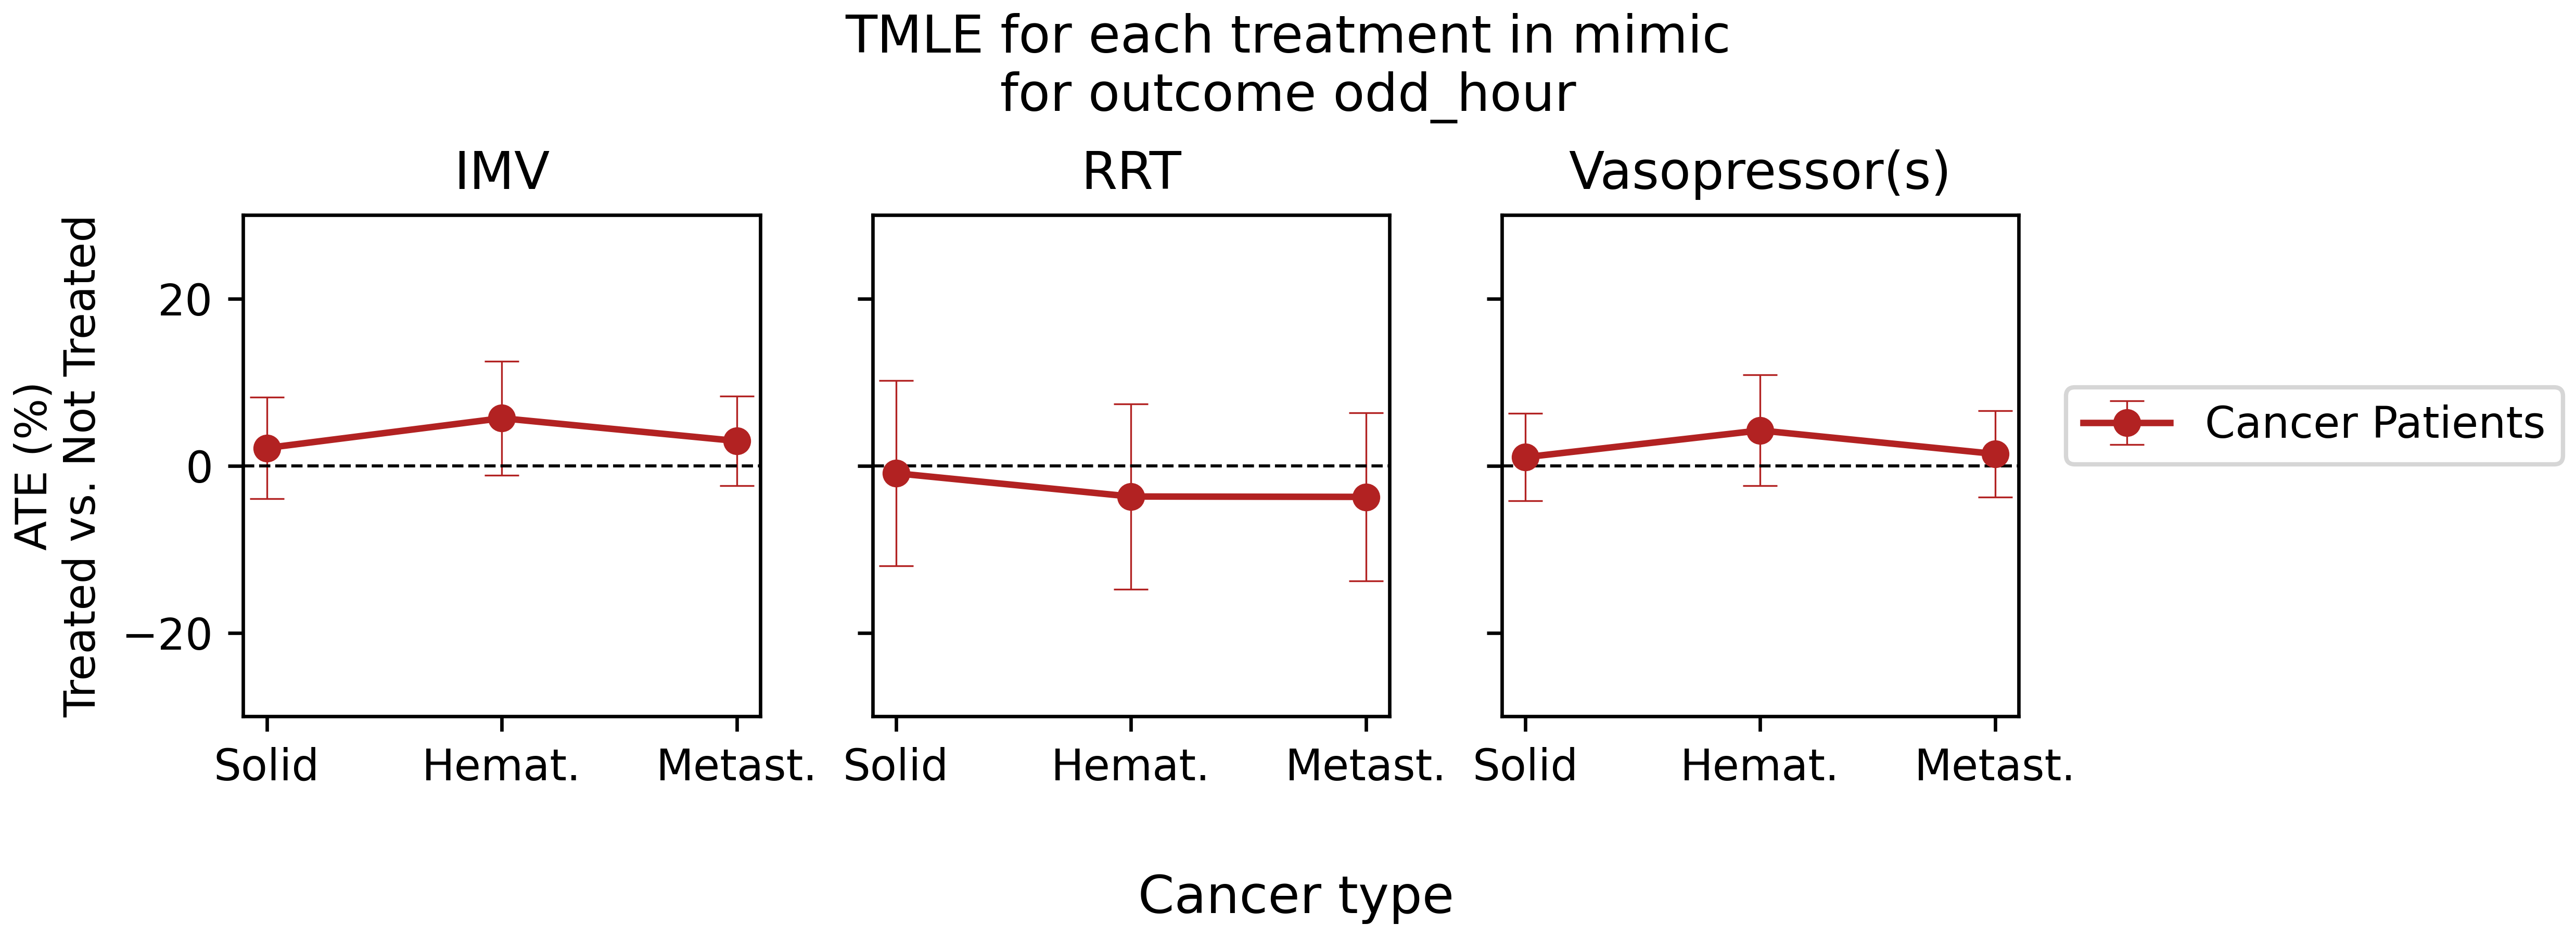 TMLE for each treatment in mimic
for outcome odd_hour
IMV
RRT
Vasopressor(s)
ATE (%)
Treated vs. Not Treated
20
0
−20
Solid
Hemat.
Metast.
Solid
Hemat.
Metast.
Solid
Hemat.
Metast.
Cancer Patients
Cancer type